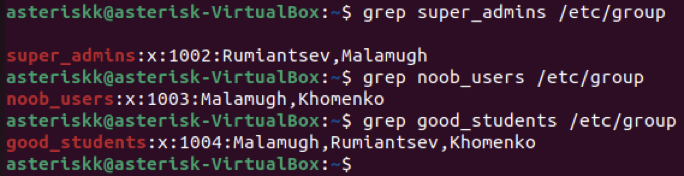 asteriskk@asterisk-VirtualBox:~$ grep super_admins /etc/group
super_admins:x:1002:Rumiantsev,Malamugh
asteriskk@asterisk-VirtualBox:~$ grep noob_users /etc/group
noob_users:x:1003:Malamugh,Khomenko
asteriskk@asterisk-VirtualBox:~$ grep good_students /etc/group
good_students:x:1004:Malamugh,Rumiantsev,Khomenko
asteriskk@asterisk-VirtualBox:~$